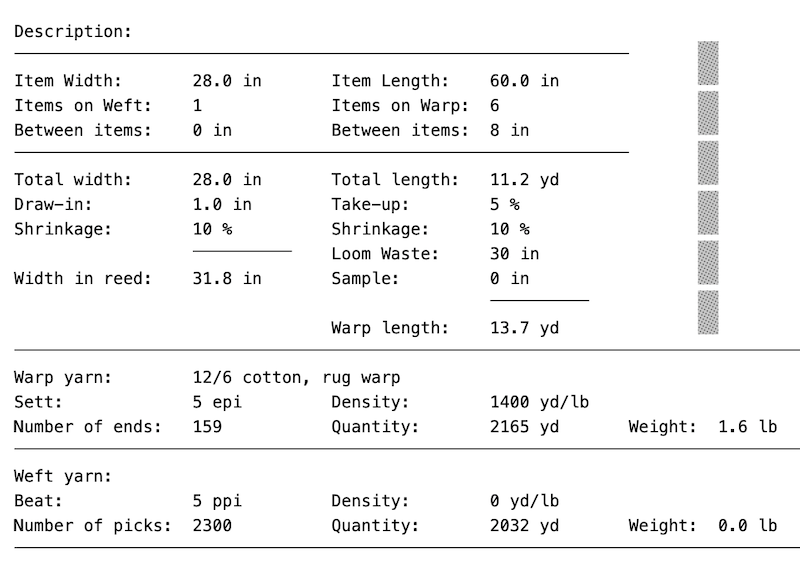 Description:
Item Width: 28.0 in Item Length: 60.0 in
Items on Weft: 1 Items on Warp: 6
Between items: 0 in Between items: 8 in
Total width: 28.0 in Total length: 11.2 yd
Draw-in: 1.0 in Take-up: 5 %
Shrinkage: 10 % Shrinkage: 10 %
Loom Waste: 30 in
Width in reed: 31.8 in Sample: 0 in
Warp length: 13.7 yd
Warp yarn: 12/6 cotton, rug warp
Sett: 5 epi Density: 1400 yd/lb
Number of ends: 159 Quantity: 2165 yd Weight: 1.6 lb
Weft yarn:
Beat: 5 ppi Density: 0 yd/lb
Number of picks: 2300 Quantity: 2032 yd Weight: 0.0 lb